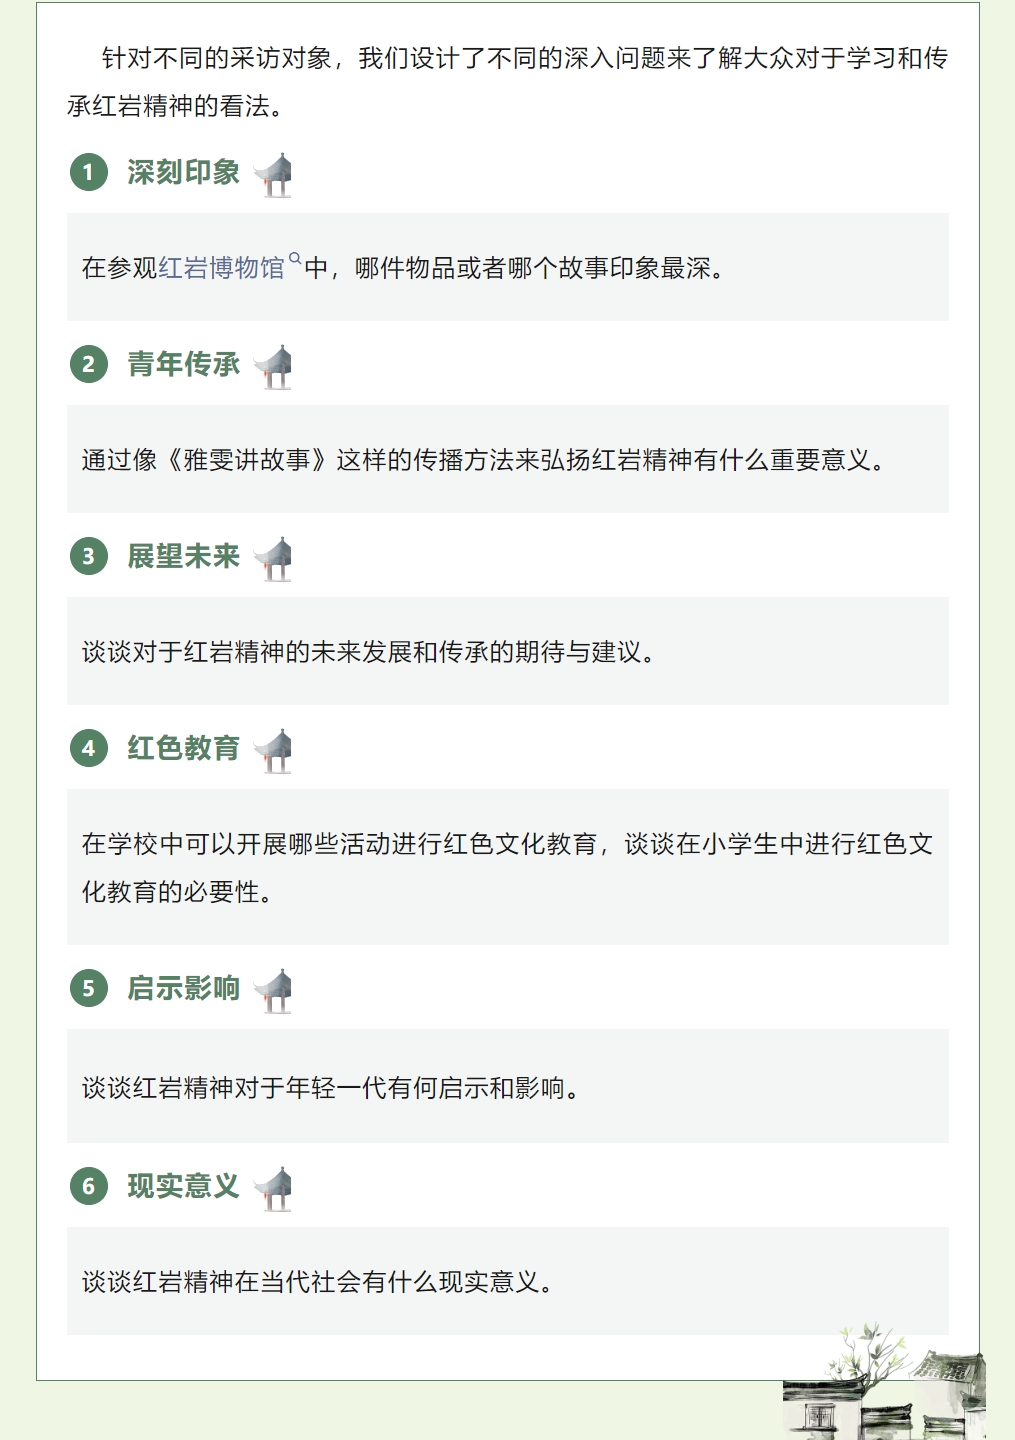 针对不同的采访对象，我们设计了不同的深入问题来了解大众对于学习和传
承红岩精神的看法。
1 深刻印象
在参观红岩博物馆中，哪件物品或者哪个故事印象最深。
2 青年传承
通过像《雅雯讲故事》这样的传播方法来弘扬红岩精神有什么重要意义。
3 展望未来
谈谈对于红岩精神的未来发展和传承的期待与建议。
4 红色教育
在学校中可以开展哪些活动进行红色文化教育，谈谈在小学生中进行红色文
化教育的必要性。
5 启示影响
谈谈红岩精神对于年轻一代有何启示和影响。
6 现实意义
谈谈红岩精神在当代社会有什么现实意义。